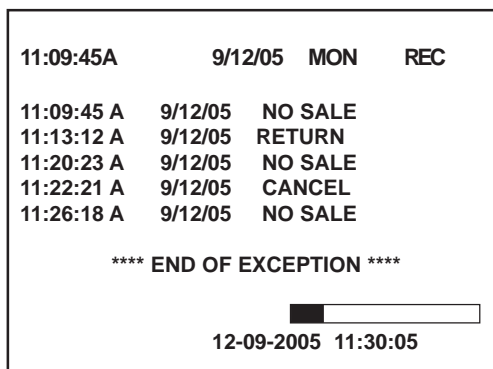 11:09:45A 9/12/05 MON REC
11:09:45 A 9/12/05 NO SALE
11:13:12 A 9/12/05 RETURN
11:20:23 A 9/12/05 NO SALE
11:22:21 A 9/12/05 CANCEL
11:26:18 A 9/12/05 NO SALE
**** END OF EXCEPTION ****
12-09-2005 11:30:05